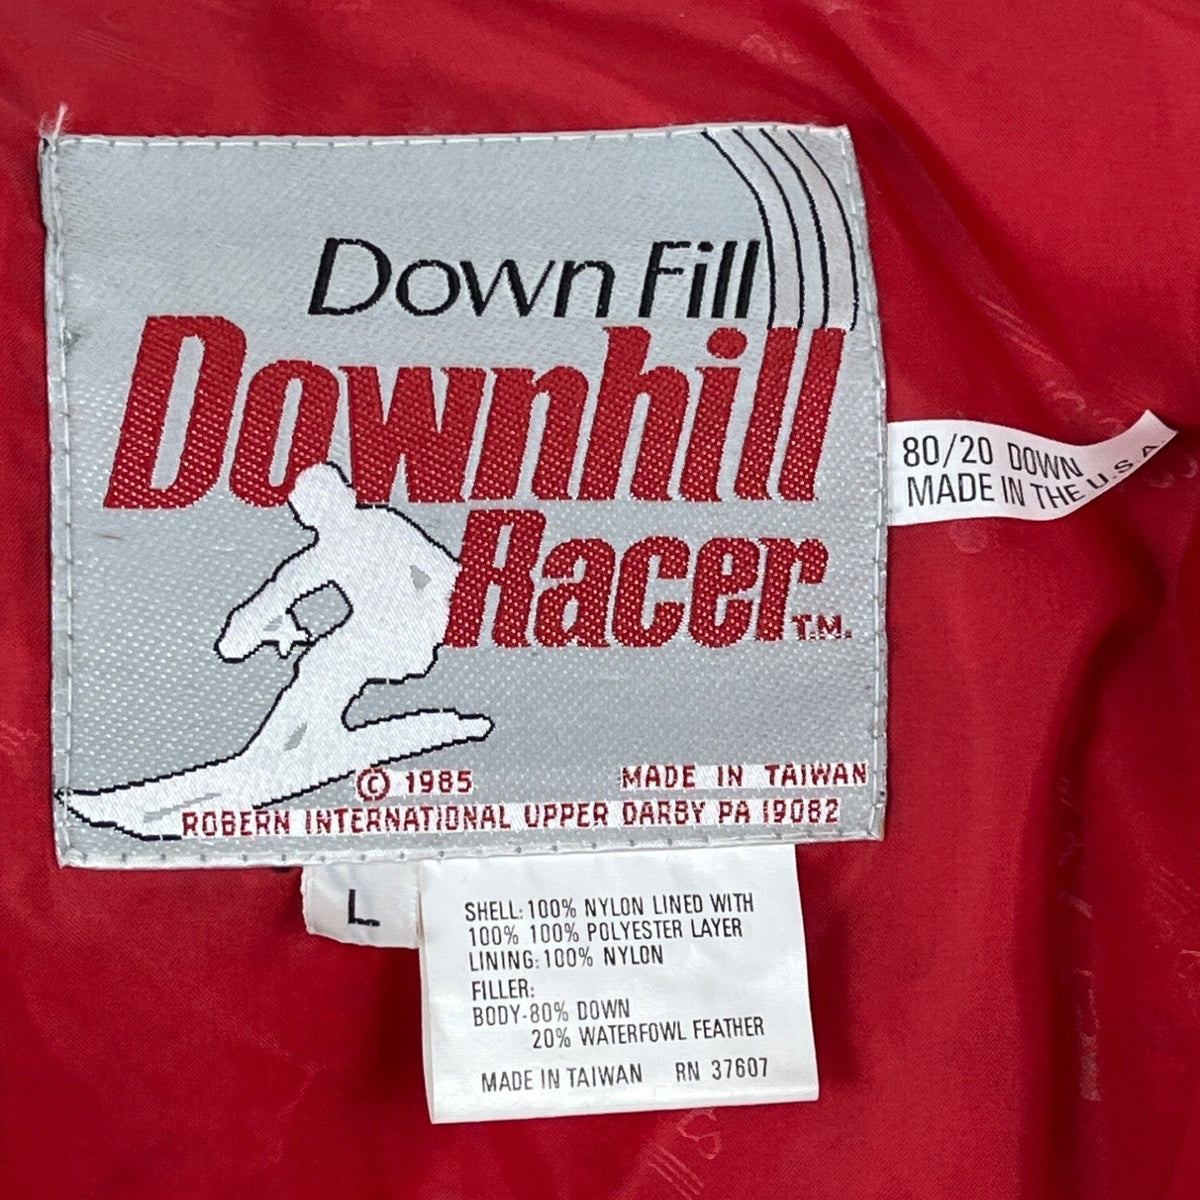 Down Fill
Downhill
Racer T.M.
© 1985 MADE IN TAIWAN
ROBERN INTERNATIONAL UPPER DARBY PA 19082
80/20 DOWN
MADE IN THE U.S.A.
L
SHELL: 100% NYLON LINED WITH
100% 100% POLYESTER LAYER
LINING: 100% NYLON
FILLER:
BODY-80% DOWN
20% WATERFOWL FEATHER
MADE IN TAIWAN RN 37607